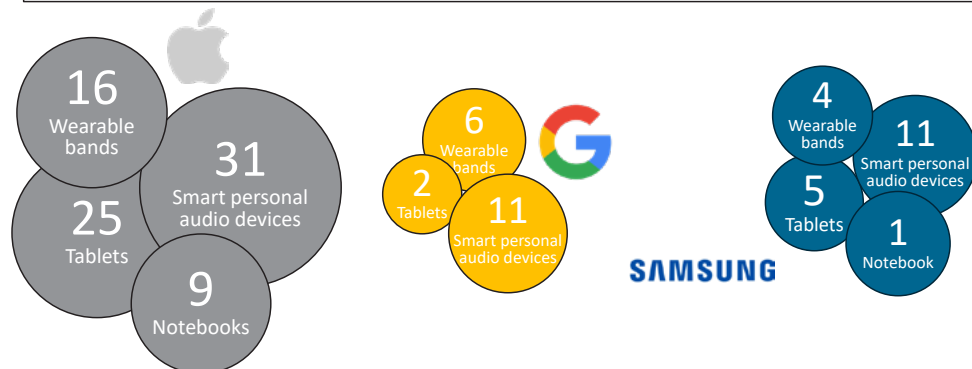 16
Wearable
bands
31
Smart personal
audio devices
25
Tablets
9
Notebooks
6
Wearable
bands
2
Tablets
11
Smart personal
audio devices
SAMSUNG
4
Wearable
bands
11
Smart personal
audio devices
5
Tablets
1
Notebook